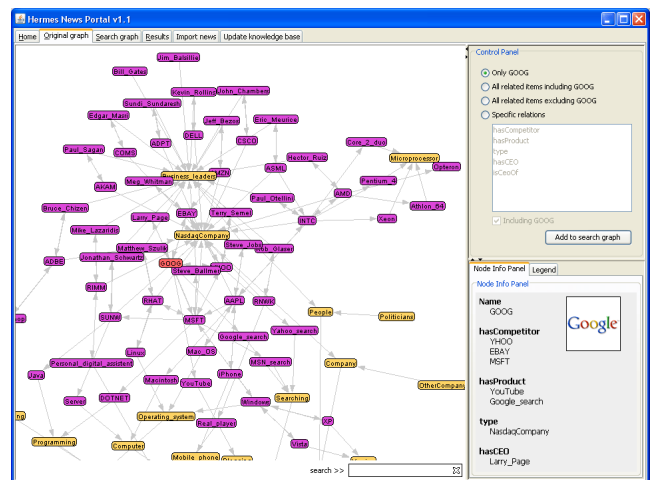 Hermes News Portal v1.1
Home Original graph Search graph Results Import news Update knowledge base
Jim_Balsillie
Bill_Gates
Kevin_Rollins John_Chambers
Sundi_Sundaresh
Edgar_Masri
Jeff_Bezos Eric_Meurice
ADPT DELL CSCO
Paul_Sagan COMS
Core_2_duo
Hector_Ruiz Microprocessor
Business_leaders MZN ASML Opteron
Meg_Whitman Pentium_4
AKAM AMD
Paul_Otellini
Bruce_Chizen Athlon_64
Larry_Page EBAY Terry_Semel INTC Xeon
Mike_Lazaridis NasdaqCompany
Matthew_Szulik Steve_Jobs Rob_Glaser
ADBE Jonathan_Schwartz GOOG YHOO
Steve_Ballmer
RIMM
RHAT AAPL RNWK
SUNW MSFT People Politicians
Google_search Yahoo_search
Linux Mac_OS
Personal_digital_assistent MSN_search Company
Java Macintosh YouTube iPhone OtherCompany
Server DOTNET Windows Searching
Operating_system Real_player XP
Programming Computer Vista
Mobile_phone
search >>
Control Panel
Only GOOG
All related items including GOOG
All related items excluding GOOG
Specific relations
hasCompetitor
hasProduct
type
hasCEO
isCeoOf
Including GOOG
Add to search graph
Node Info Panel Legend
Node Info Panel
Name
GOOG
Google
hasCompetitor
YHOO
EBAY
MSFT
hasProduct
YouTube
Google_search
type
NasdaqCompany
hasCEO
Larry_Page